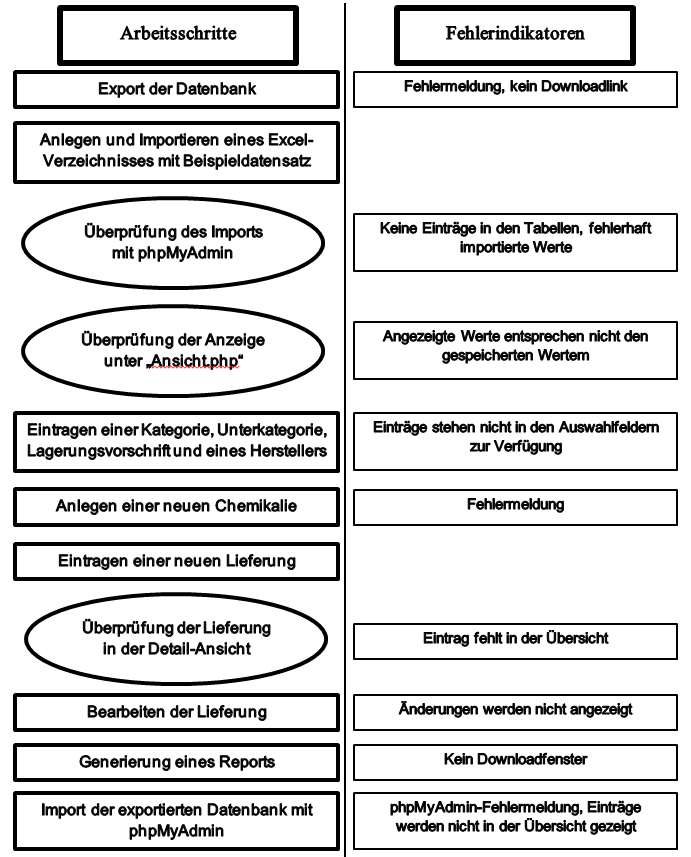 Arbeitsschritte
Fehlerindikatoren
Export der Datenbank
Fehlermeldung, kein Downloadlink
Anlegen und Importieren eines Excel-
Verzeichnisses mit Beispieldatensatz
Überprüfung des Imports
mit phpMyAdmin
Keine Einträge in den Tabellen, fehlerhaft
importierte Werte
Überprüfung der Anzeige
unter „Ansicht.php“
Angezeigte Werte entsprechen nicht den
gespeicherten Wertem
Eintragen einer Kategorie, Unterkategorie,
Lagerungsvorschrift und eines Herstellers
Einträge stehen nicht in den Auswahlfeldern
zur Verfügung
Anlegen einer neuen Chemikalie
Fehlermeldung
Eintragen einer neuen Lieferung
Überprüfung der Lieferung
in der Detail-Ansicht
Eintrag fehlt in der Übersicht
Bearbeiten der Lieferung
Änderungen werden nicht angezeigt
Generierung eines Reports
Kein Downloadfenster
Import der exportierten Datenbank mit
phpMyAdmin
phpMyAdmin-Fehlermeldung, Einträge
werden nicht in der Übersicht gezeigt